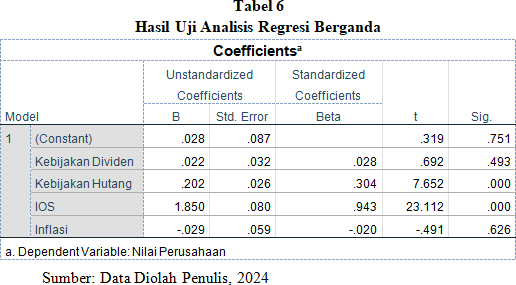 Tabel 6
Hasil Uji Analisis Regresi Berganda
Coefficientsa
Unstandardized Coefficients Standardized Coefficients
Model B Std. Error Beta t Sig.
1 (Constant) .028 .087 .319 .751
Kebijakan Dividen .022 .032 .028 .692 .493
Kebijakan Hutang .202 .026 .304 7.652 .000
IOS 1.850 .080 .943 23.112 .000
Inflasi -.029 .059 -.020 -.491 .626
a. Dependent Variable: Nilai Perusahaan
Sumber: Data Diolah Penulis, 2024